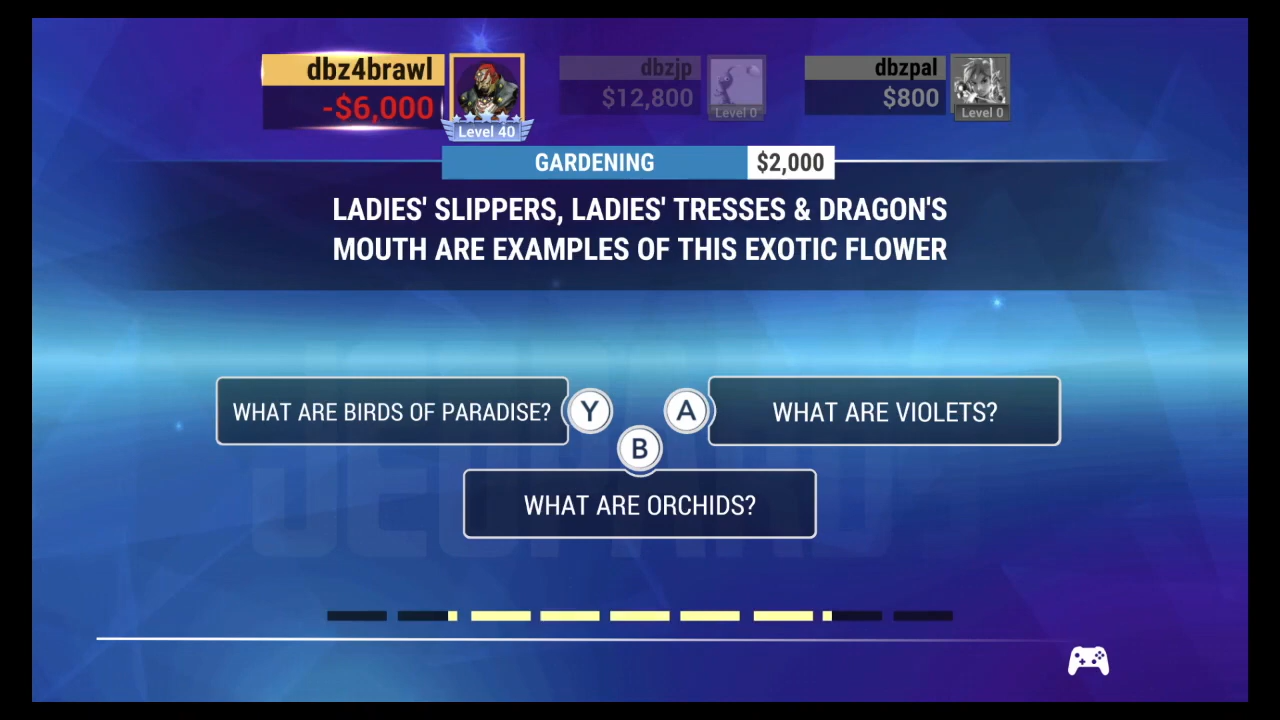 dbz4brawl
-$6,000
Level 40
dbzjp
$12,800
Level 0
dbzpal
$800
Level 0
GARDENING
$2,000
LADIES' SLIPPERS, LADIES' TRESSES & DRAGON'S
MOUTH ARE EXAMPLES OF THIS EXOTIC FLOWER
WHAT ARE BIRDS OF PARADISE?
Y
A
WHAT ARE VIOLETS?
B
WHAT ARE ORCHIDS?
JEOPARDY